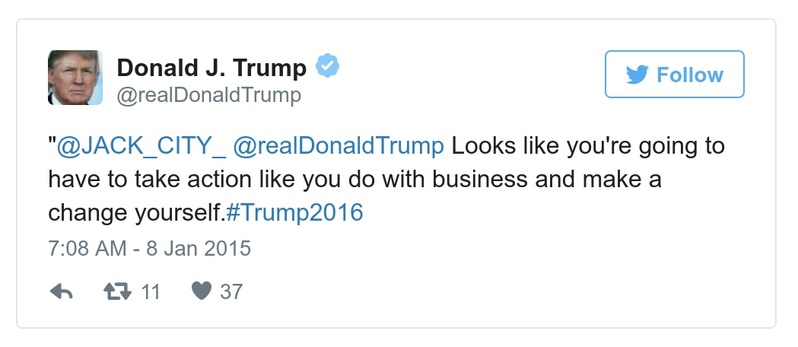 Donald J. Trump
@realDonaldTrump
Follow
"@JACK_CITY_ @realDonaldTrump Looks like you're going to
have to take action like you do with business and make a
change yourself.#Trump2016
7:08 AM - 8 Jan 2015
11 37